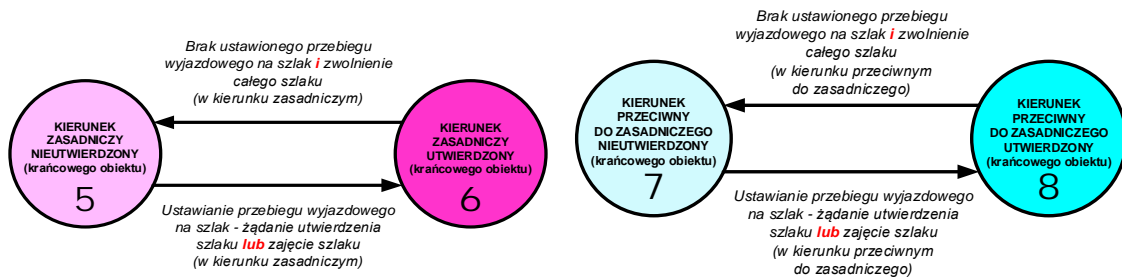 Brak ustawionego przebiegu
wyjazdowego na szlak i zwolnienie
całego szlaku
(w kierunku zasadniczym)
KIERUNEK
ZASADNICZY
NIEUTWIERDZONY
(krańcowego obiektu)
5
KIERUNEK
ZASADNICZY
UTWIERDZONY
(krańcowego obiektu)
6
Ustawianie przebiegu wyjazdowego
na szlak - żądanie utwierdzenia
szlaku lub zajęcie szlaku
(w kierunku zasadniczym)
Brak ustawionego przebiegu
wyjazdowego na szlak i zwolnienie
całego szlaku
(w kierunku przeciwnym
do zasadniczego)
KIERUNEK
PRZECIWNY
DO ZASADNICZEGO
NIEUTWIERDZONY
(krańcowego obiektu)
7
KIERUNEK
PRZECIWNY
DO ZASADNICZEGO
UTWIERDZONY
(krańcowego obiektu)
8
Ustawianie przebiegu wyjazdowego
na szlak - żądanie utwierdzenia
szlaku lub zajęcie szlaku
(w kierunku przeciwnym
do zasadniczego)